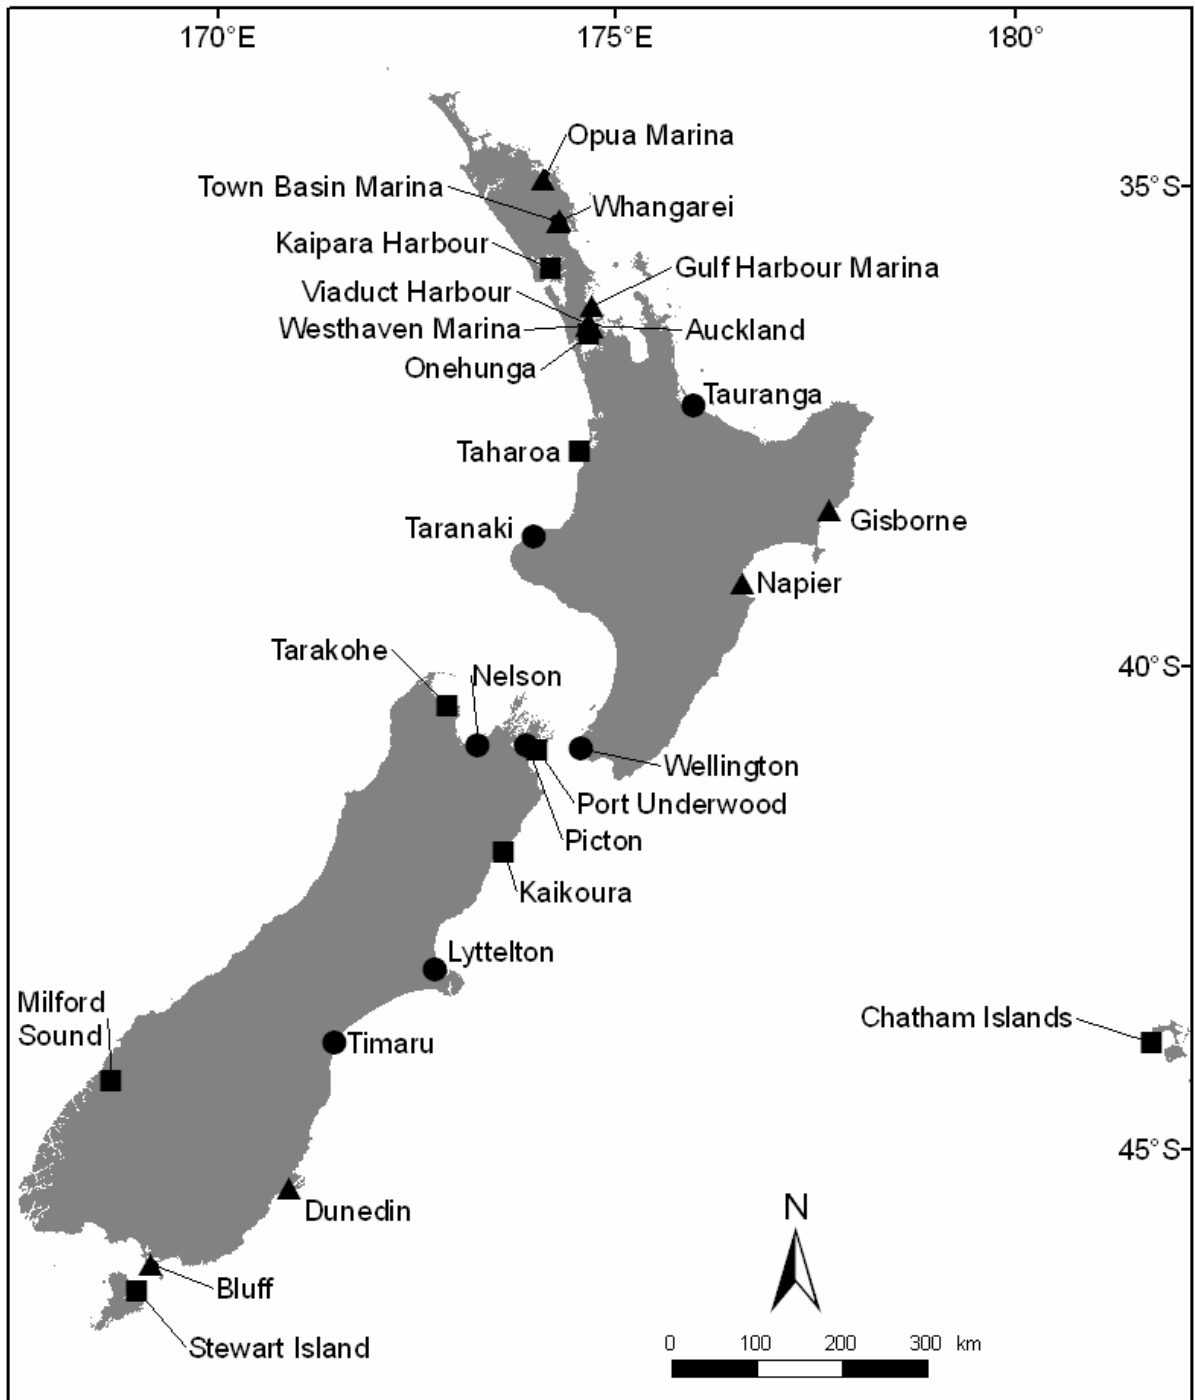 170°E 175°E 180°
Opua Marina
35°S
Town Basin Marina
Whangarei
Kaipara Harbour
Gulf Harbour Marina
Viaduct Harbour
Westhaven Marina
Auckland
Onehunga
Tauranga
Taharoa
Taranaki
Gisborne
Napier
Tarakohe
40°S
Nelson
Wellington
Port Underwood
Picton
Kaikoura
Lyttelton
Milford
Sound
Chatham Islands
Timaru
45°S
Dunedin
N
Bluff
Stewart Island
0 100 200 300 km